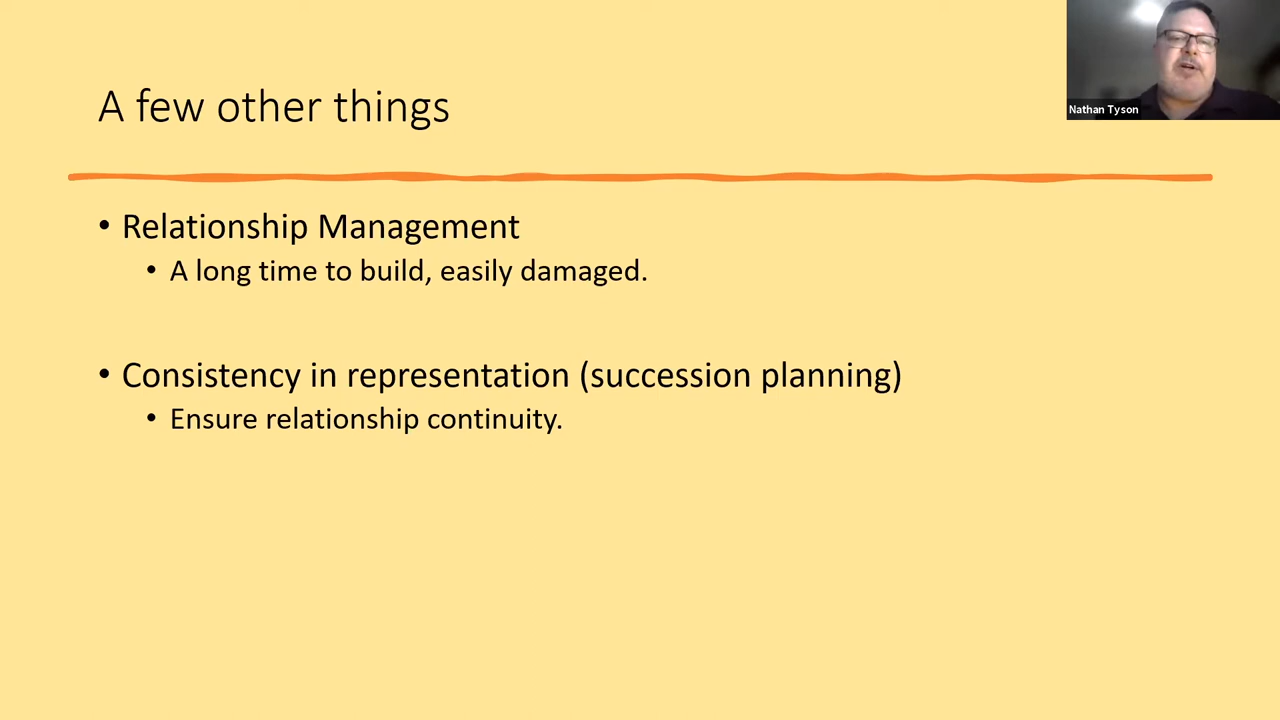 A few other things
Nathan Tyson
• Relationship Management
• A long time to build, easily damaged.
• Consistency in representation (succession planning)
• Ensure relationship continuity.